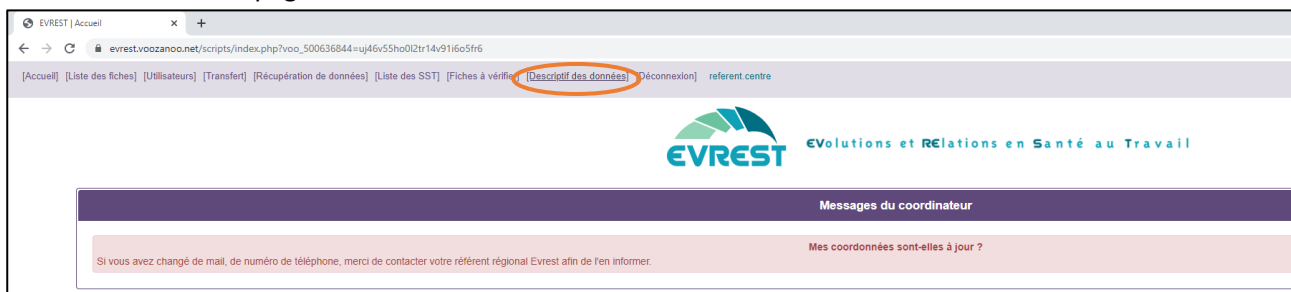 EVREST | Accueil
evrest.voozanoo.net/scripts/index.php?voo_500636844=uj46v55ho0l2tr14v91i6o5fr6
[Accueil] [Liste des fiches] [Utilisateurs] [Transfert] [Récupération de données] [Liste des SST] [Fiches à vérifier] [Descriptif des données] [Déconnexion] referent.centre
EVREST
EVolutions et RElations en Santé au Travail
Messages du coordinateur
Mes coordonnées sont-elles à jour ?
Si vous avez changé de mail, de numéro de téléphone, merci de contacter votre référent régional Evrest afin de l'en informer.